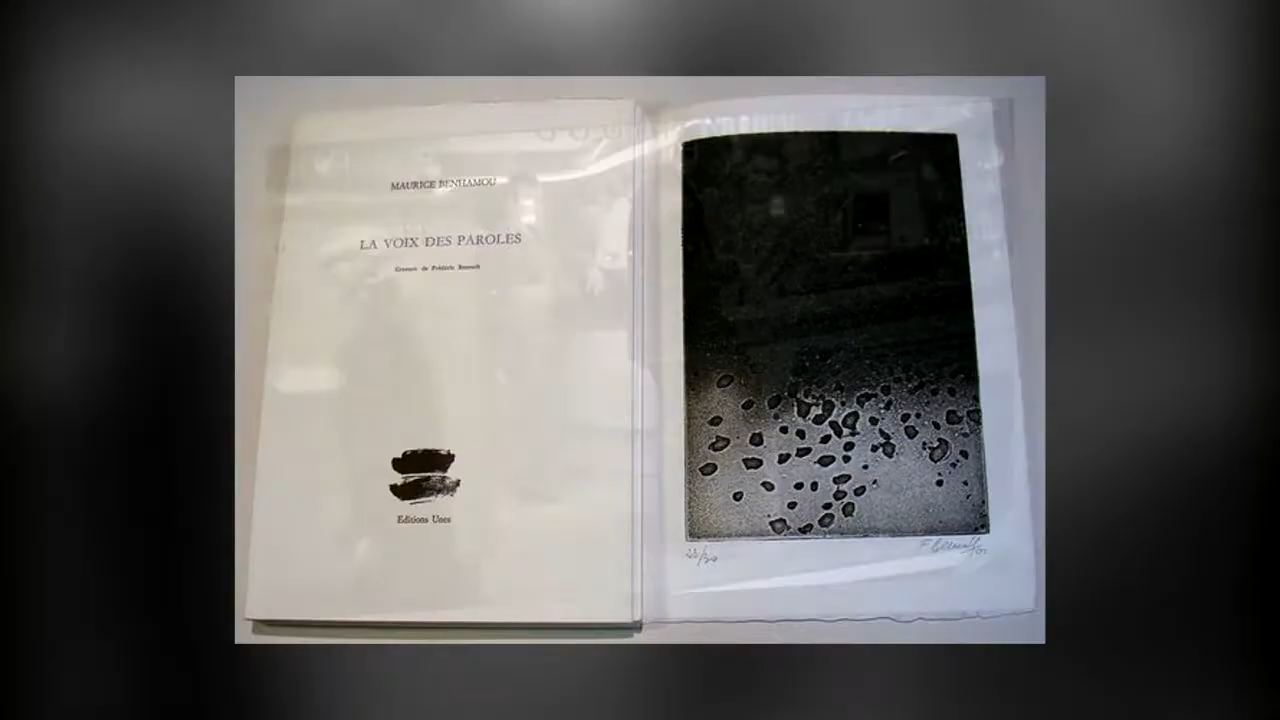 MAURICE BENHAMOU
LA VOIX DES PAROLES
Gravure de Frédéric Benrath
Editions Unes